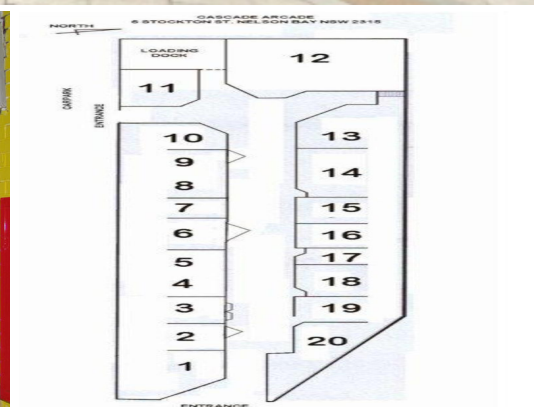 CASCADE ARCADE
NORTH
6 STOCKTON ST. NELSON BAY NSW 2315
LOADING
DOCK
12
11
CARPARK
ENTRANCE
10
13
9
14
8
7
15
6
16
17
5
18
4
3
19
2
20
1
ENTRANCE